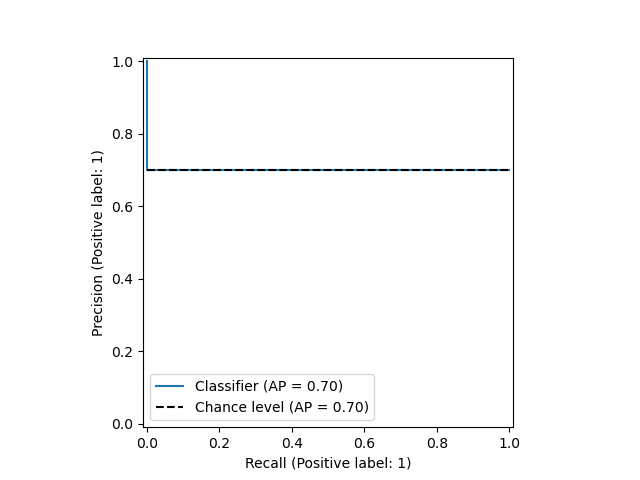 1.0
0.8
0.6
0.4
0.2
0.0
Precision (Positive label: 1)
Classifier (AP = 0.70)
Chance level (AP = 0.70)
0.0 0.2 0.4 0.6 0.8 1.0
Recall (Positive label: 1)